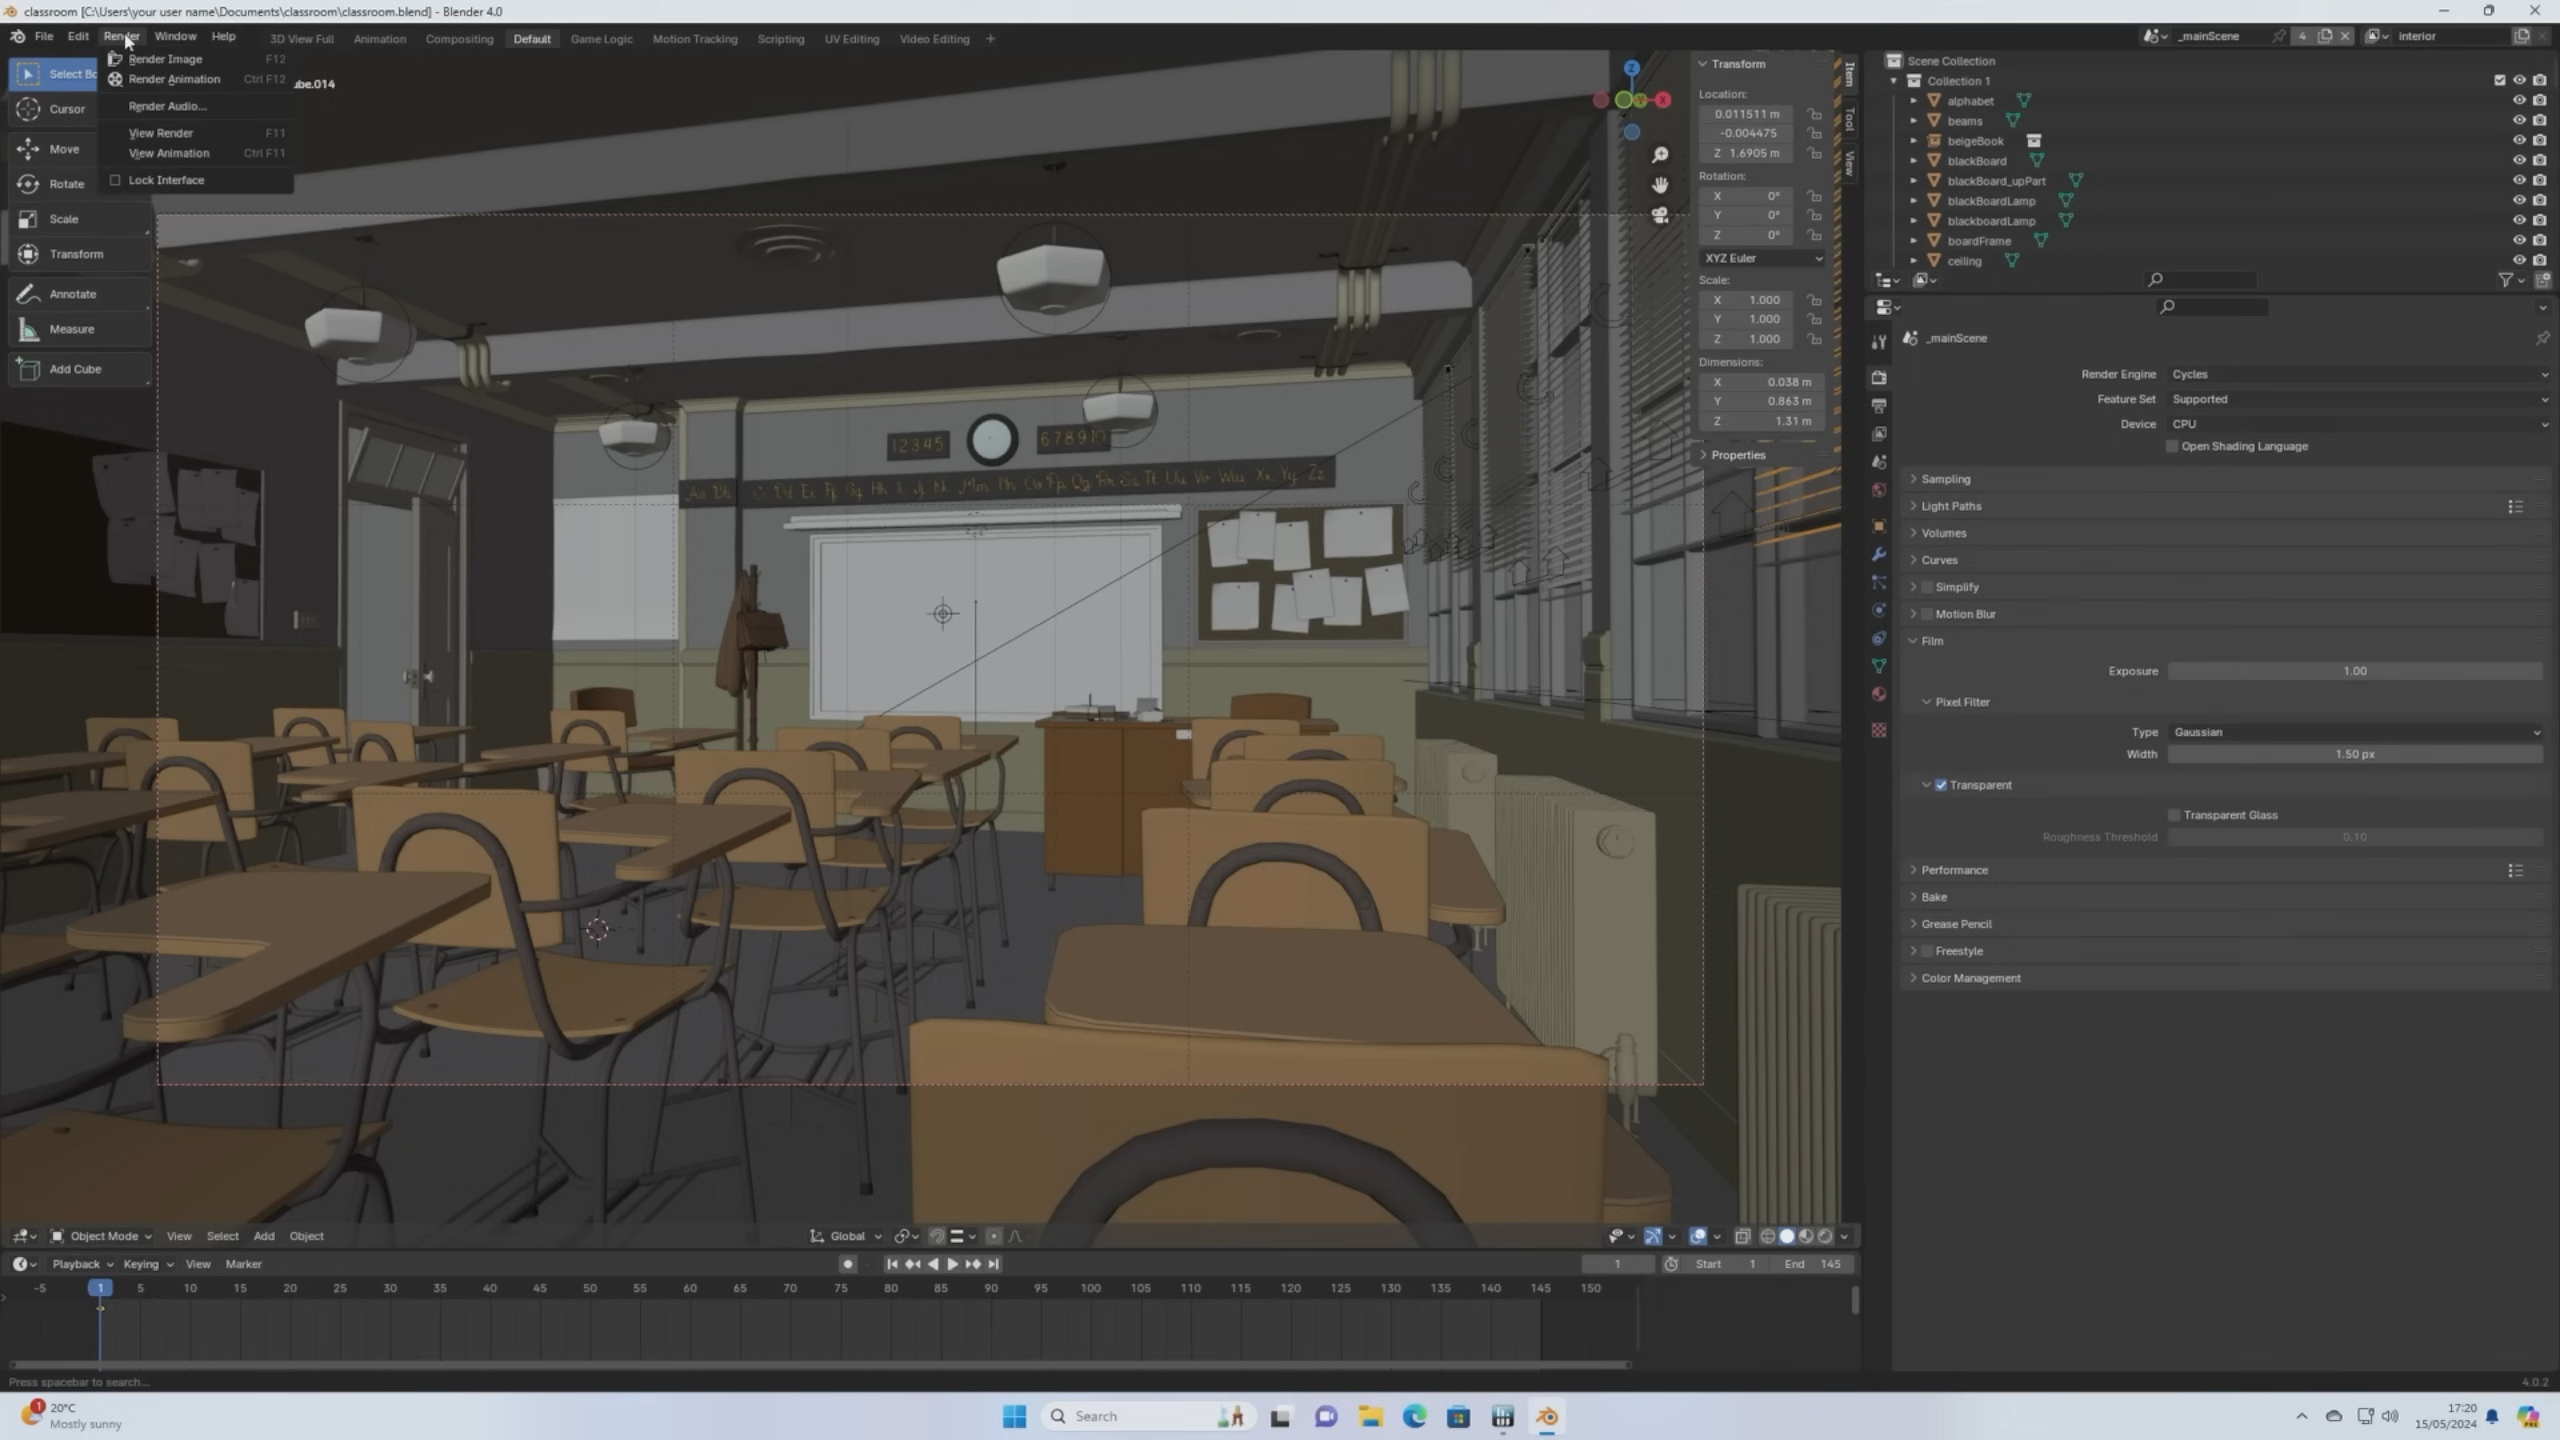 classroom [C:\Users\your user name\Documents\classroom\classroom.blend] - Blender 4.0
File Edit Render Window Help 3D View Full Animation Compositing Default Game Logic Motion Tracking Scripting UV Editing Video Editing +
_mainScene 4 interior
Render Image F12
Render Animation Ctrl F12
Render Audio...
View Render F11
View Animation Ctrl F11
Lock Interface
Cursor
Move
Rotate
Scale
Transform
Annotate
Measure
Add Cube
Select Bo
ube.014
Z
X
12345
678910
Transform
Location:
0.011511 m
-0.004475
Z 1.6905 m
Rotation:
X 0°
Y 0°
Z 0°
XYZ Euler
Scale:
X 1.000
Y 1.000
Z 1.000
Dimensions:
X 0.038 m
Y 0.863 m
Z 1.31 m
Properties
Item
Tool
View
Scene Collection
Collection 1
alphabet
beams
beigeBook
blackBoard
blackBoard_upPart
blackBoardLamp
blackboardLamp
boardFrame
ceiling
_mainScene
Render Engine Cycles
Feature Set Supported
Device CPU
Open Shading Language
Sampling
Light Paths
Volumes
Curves
Simplify
Motion Blur
Film
Exposure 1.00
Pixel Filter
Type Gaussian
Width 1.50 px
Transparent
Transparent Glass
Roughness Threshold 0.10
Performance
Bake
Grease Pencil
Freestyle
Color Management
Object Mode View Select Add Object Global
Playback Keying View Marker 1 Start 1 End 145
-5 1 5 10 15 20 25 30 35 40 45 50 55 60 65 70 75 80 85 90 95 100 105 110 115 120 125 130 135 140 145 150
Press spacebar to search... 4.0.2
1
20°C
Mostly sunny
Search
17:20
15/05/2024